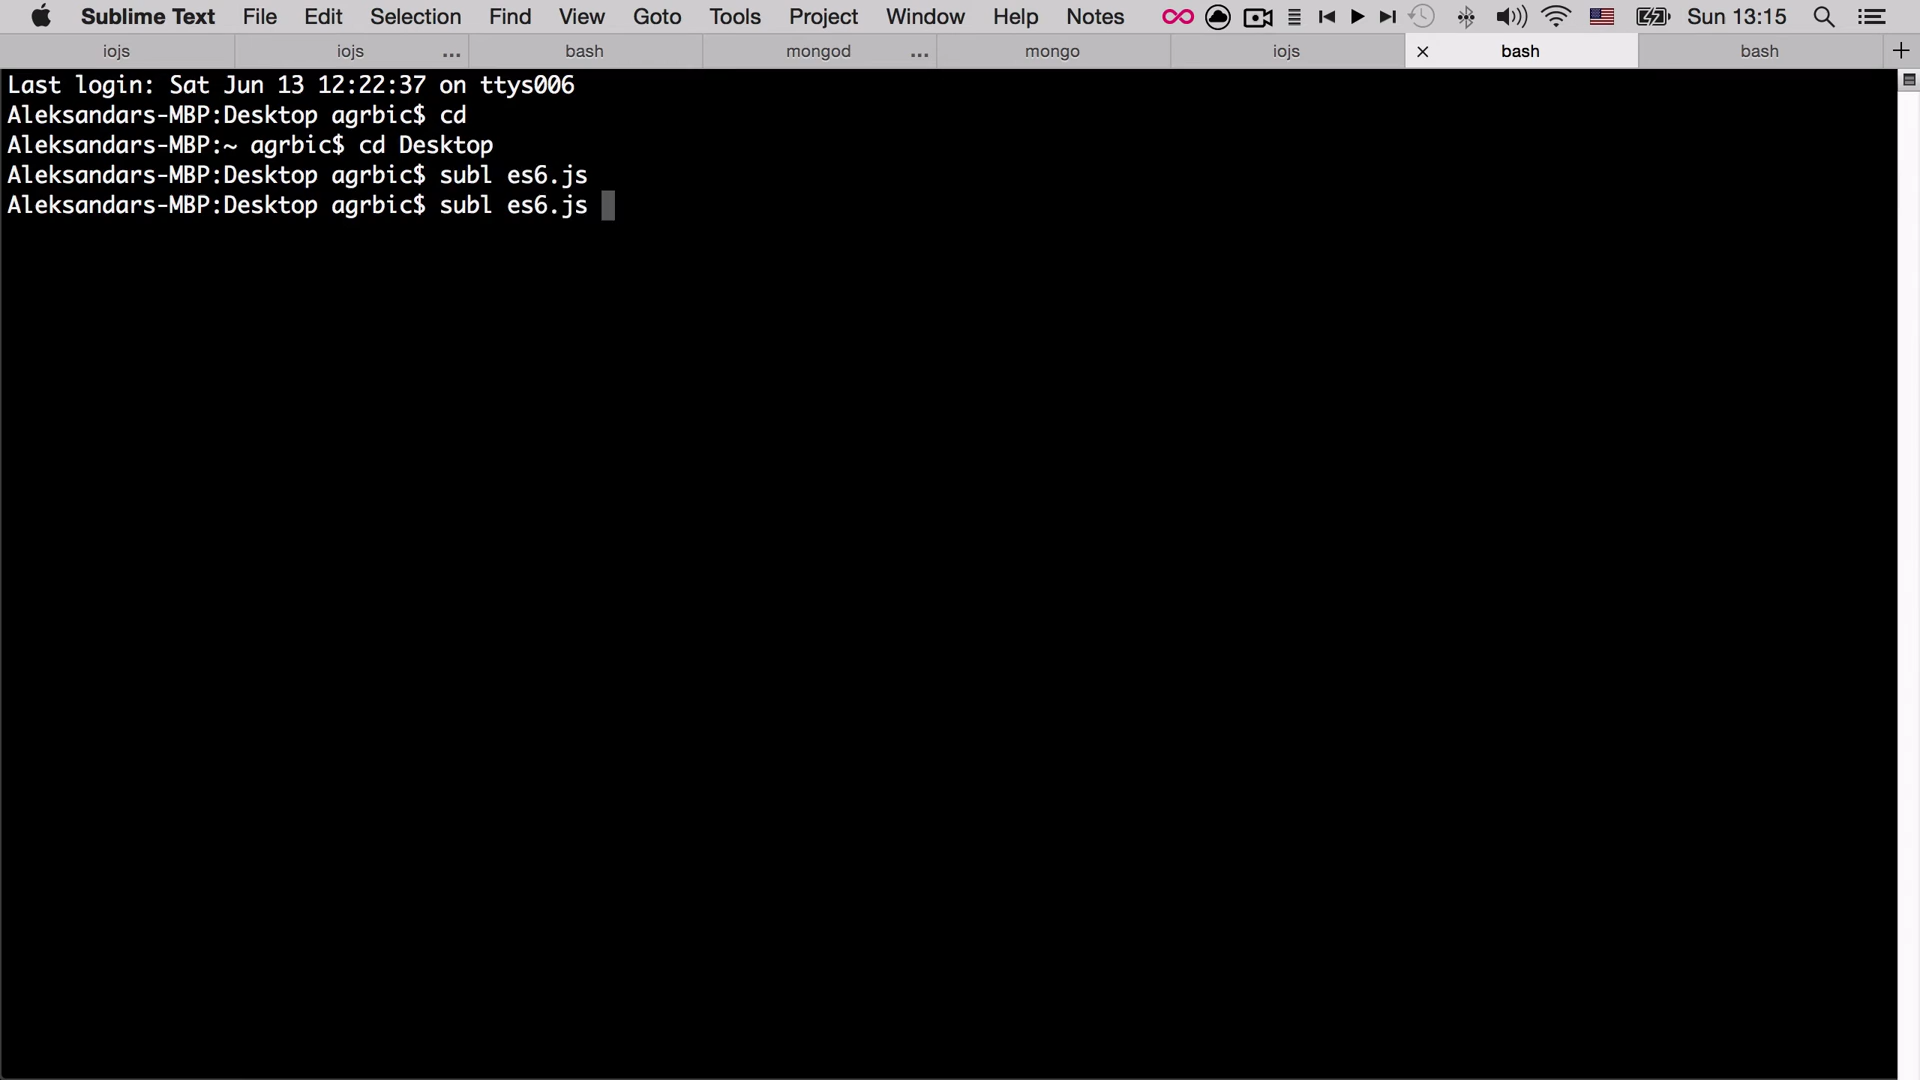 Sublime Text File Edit Selection Find View Goto Tools Project Window Help Notes Sun 13:15
iojs iojs ... bash mongod ... mongo iojs × bash bash +
Last login: Sat Jun 13 12:22:37 on ttys006
Aleksandars-MBP:Desktop agrbic$ cd
Aleksandars-MBP:~ agrbic$ cd Desktop
Aleksandars-MBP:Desktop agrbic$ subl es6.js
Aleksandars-MBP:Desktop agrbic$ subl es6.js